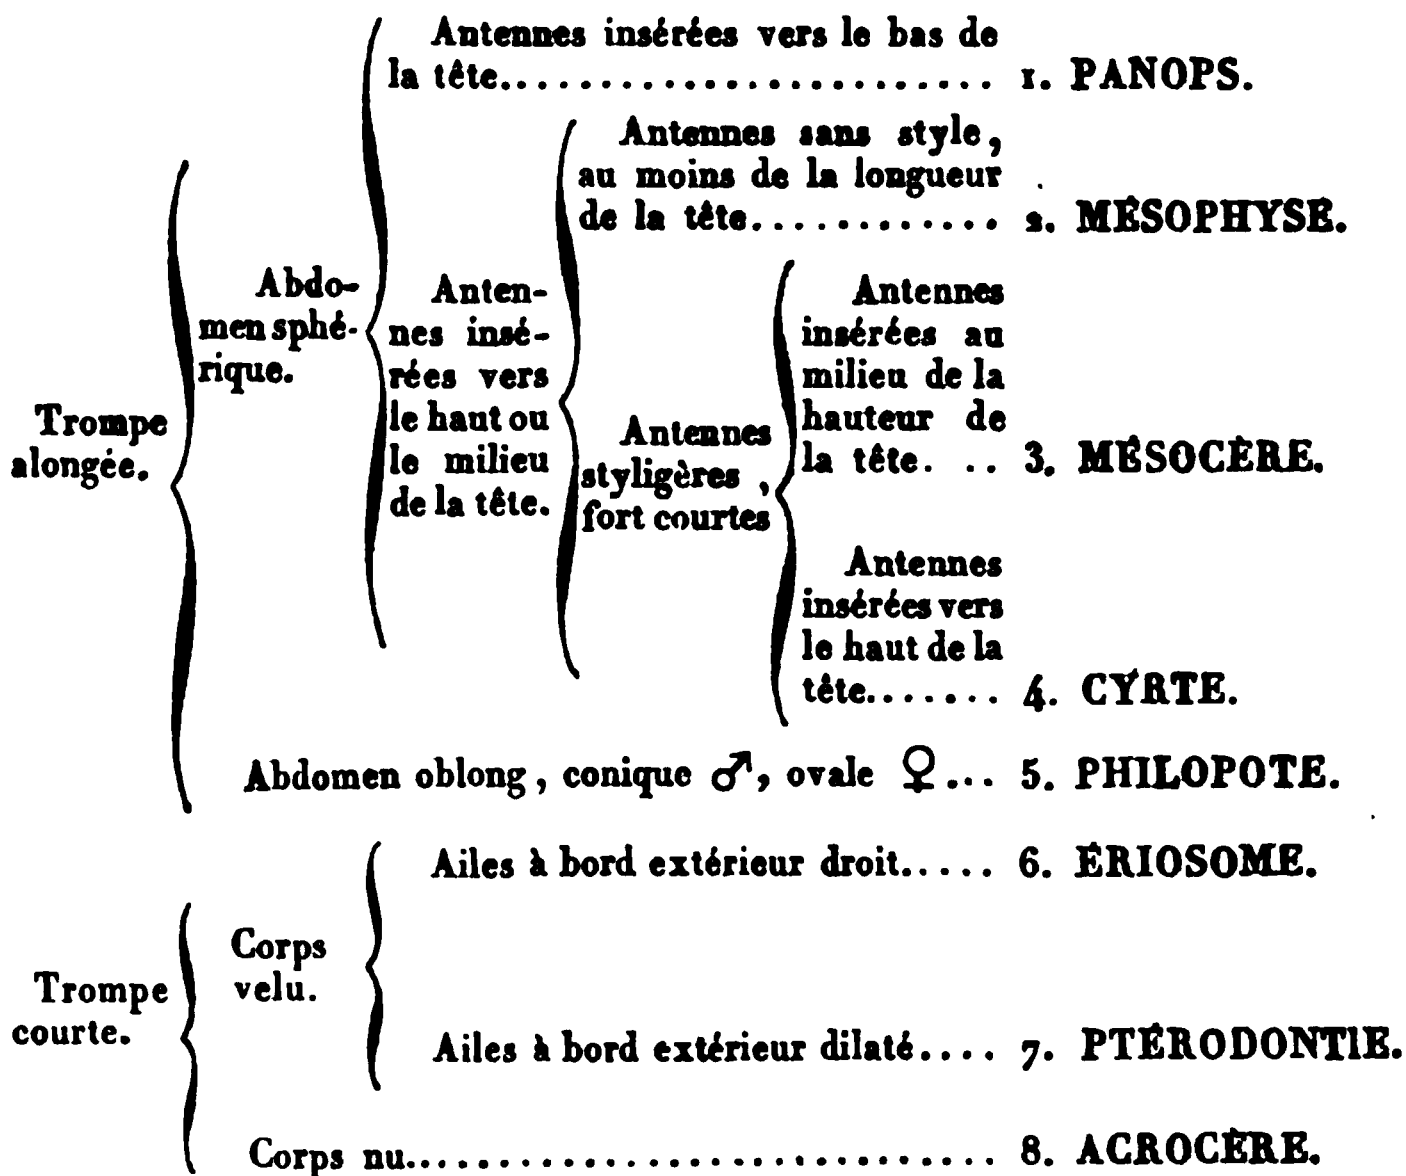 Antennes insérées vers le bas de
la tête........................ 1. PANOPS.
Antennes sans style,
au moins de la longueur
de la tête............ 2. MÉSOPHYSE.
Abdo-
men sphé-
rique.
Anten-
nes insé-
rées vers
le haut ou
le milieu
de la tête.
Antennes
insérées au
milieu de la
hauteur de
la tête. .. 3. MÉSOCÈRE.
Trompe
alongée.
Antennes
styligères,
fort courtes
Antennes
insérées vers
le haut de la
tête....... 4. CYRTE.
Abdomen oblong, conique ♂, ovale ♀... 5. PHILOPOTE.
Ailes à bord extérieur droit..... 6. ÉRIOSOME.
Corps
velu.
Trompe
courte.
Ailes à bord extérieur dilaté.... 7. PTÉRODONTIE.
Corps nu............................. 8. ACROCÈRE.